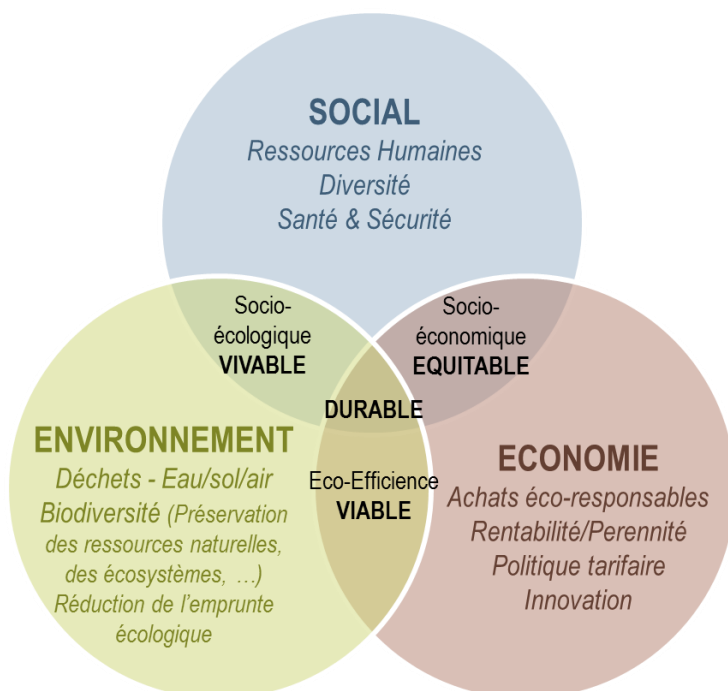 SOCIAL
Ressources Humaines
Diversité
Santé & Sécurité
Socio-
écologique
VIVABLE
Socio-
économique
EQUITABLE
DURABLE
ENVIRONNEMENT
Déchets - Eau/sol/air
Biodiversité (Préservation
des ressources naturelles,
des écosystèmes, …)
Réduction de l'emprunte
écologique
Eco-Efficience
VIABLE
ECONOMIE
Achats éco-responsables
Rentabilité/Perennité
Politique tarifaire
Innovation